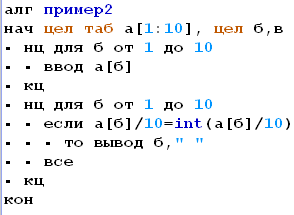 алг пример2
нач цел таб а[1:10], цел б,в
· нц для б от 1 до 10
· · ввод а[б]
· кц
· нц для б от 1 до 10
· · если а[б]/10=int(а[б]/10)
· · · то вывод б," "
· · все
· кц
кон